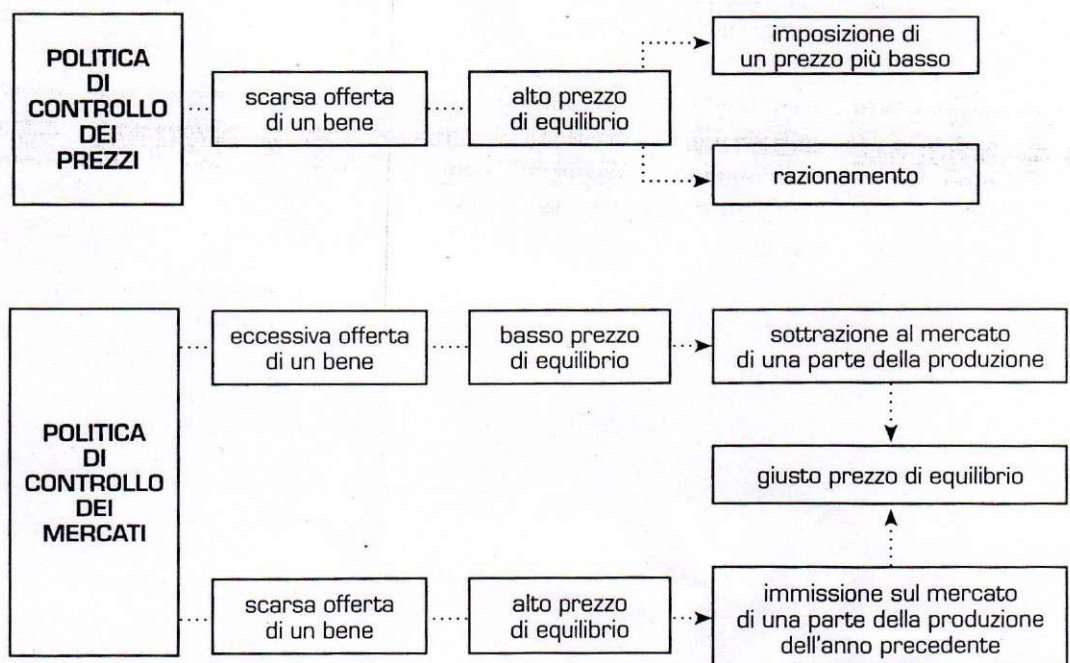 POLITICA
DI
CONTROLLO
DEI
PREZZI
scarsa offerta
di un bene
alto prezzo
di equilibrio
imposizione di
un prezzo più basso
razionamento
POLITICA
DI
CONTROLLO
DEI
MERCATI
eccessiva offerta
di un bene
basso prezzo
di equilibrio
sottrazione al mercato
di una parte della produzione
giusto prezzo di equilibrio
scarsa offerta
di un bene
alto prezzo
di equilibrio
immissione sul mercato
di una parte della produzione
dell'anno precedente